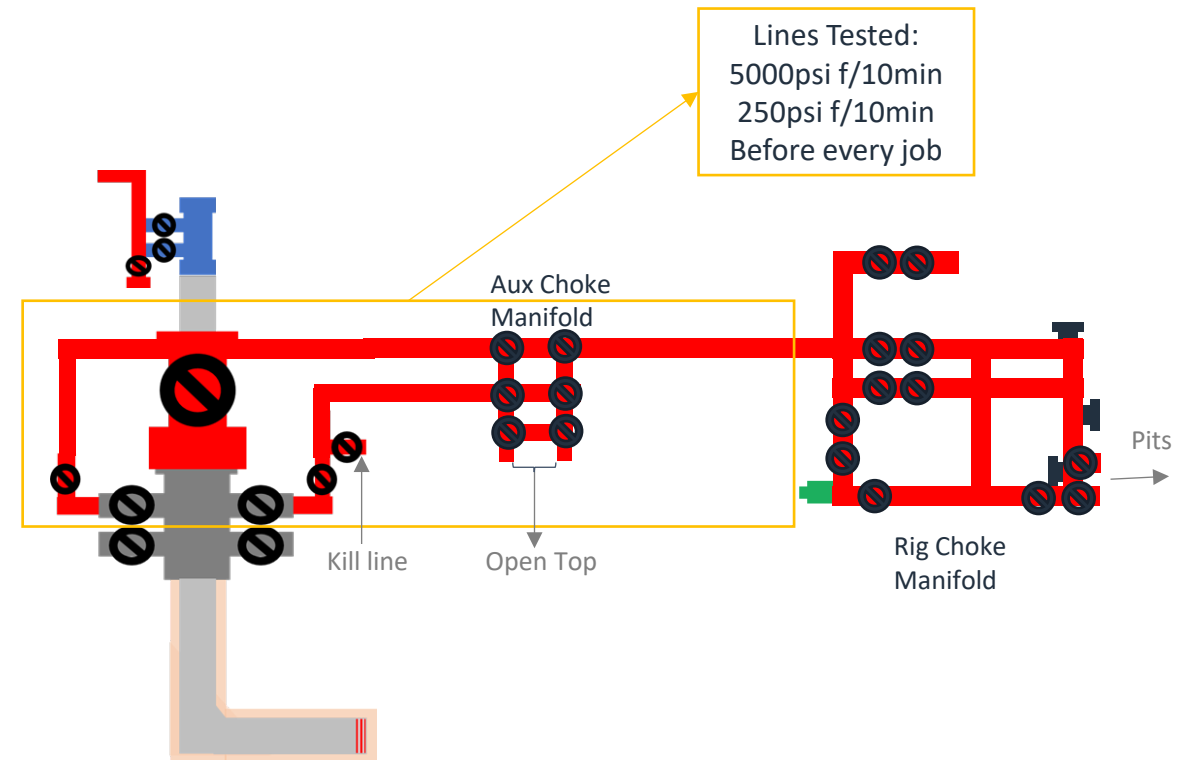 Lines Tested:
5000psi f/10min
250psi f/10min
Before every job
Aux Choke
Manifold
Pits
Kill line
Open Top
Rig Choke
Manifold